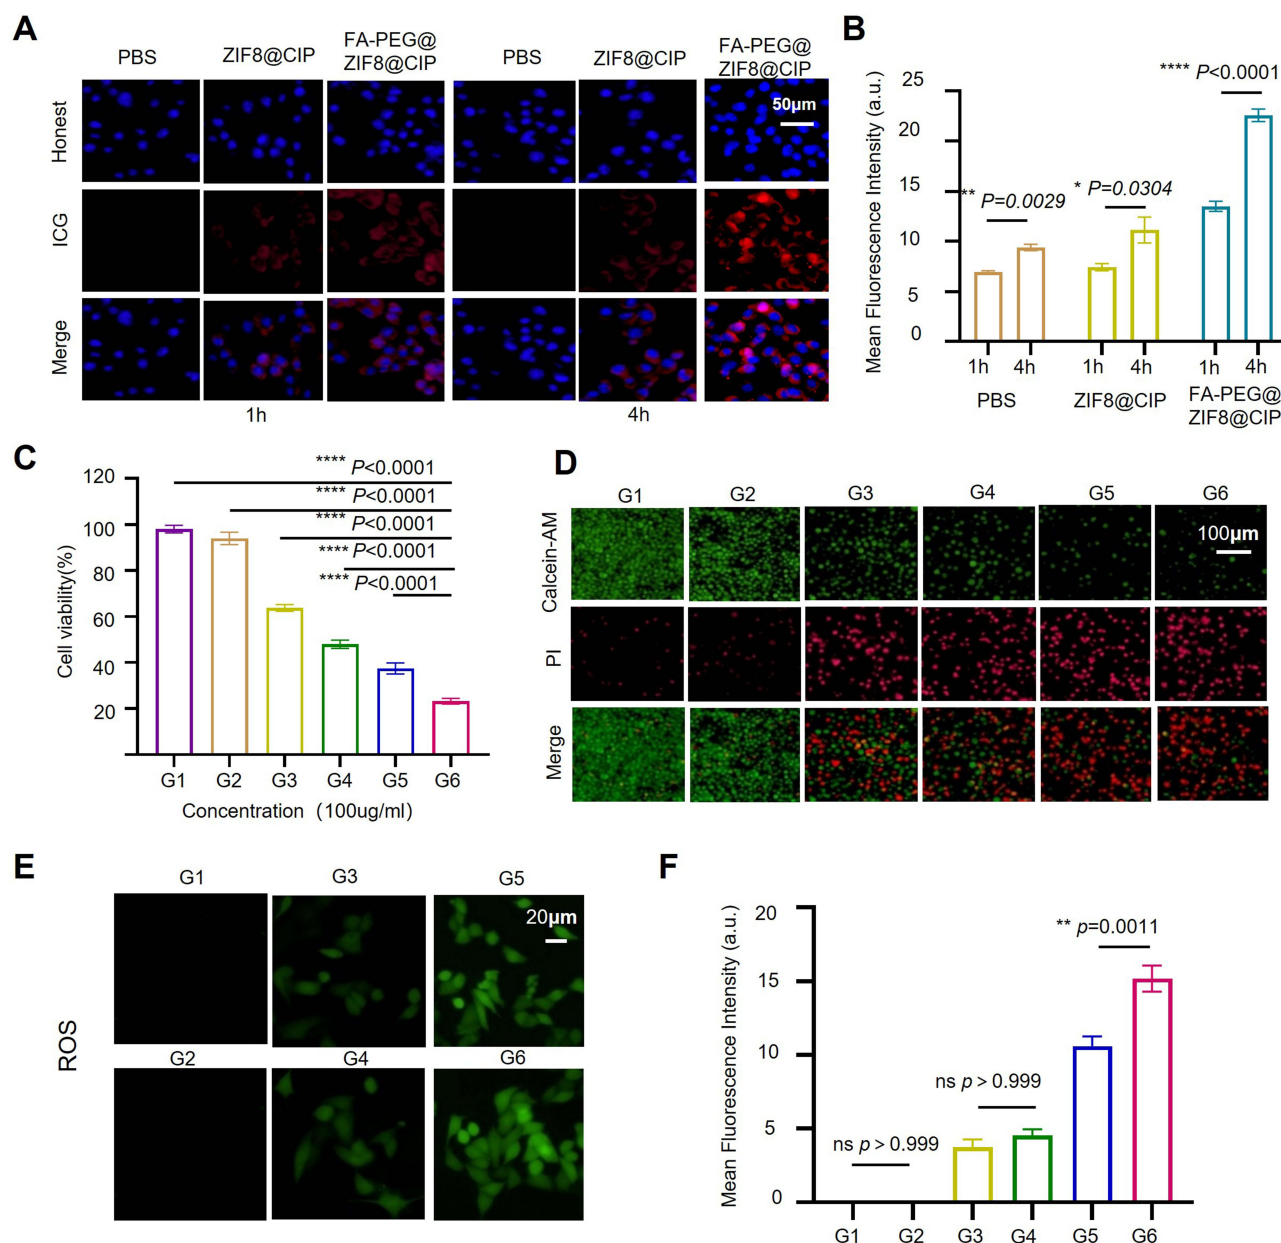 A
PBS
ZIF8@CIP
FA-PEG@
ZIF8@CIP
PBS
ZIF8@CIP
FA-PEG@
ZIF8@CIP
Honest
50μm
ICG
Merge
1h
4h
B
Mean Fluorescence Intensity (a.u.)
25
20
15
10
5
0
** P=0.0029
* P=0.0304
**** P<0.0001
1h 4h
1h 4h
1h 4h
PBS
ZIF8@CIP
FA-PEG@
ZIF8@CIP
C
Cell viability(%)
120
100
80
60
40
20
**** P<0.0001
**** P<0.0001
**** P<0.0001
**** P<0.0001
**** P<0.0001
G1 G2 G3 G4 G5 G6
Concentration (100ug/ml)
D
G1 G2 G3 G4 G5 G6
Calcein-AM
100μm
PI
Merge
E
ROS
G1 G3 G5
20μm
G2 G4 G6
F
Mean Fluorescence Intensity (a.u.)
20
15
10
5
0
ns p > 0.999
ns p > 0.999
** p=0.0011
G1 G2 G3 G4 G5 G6